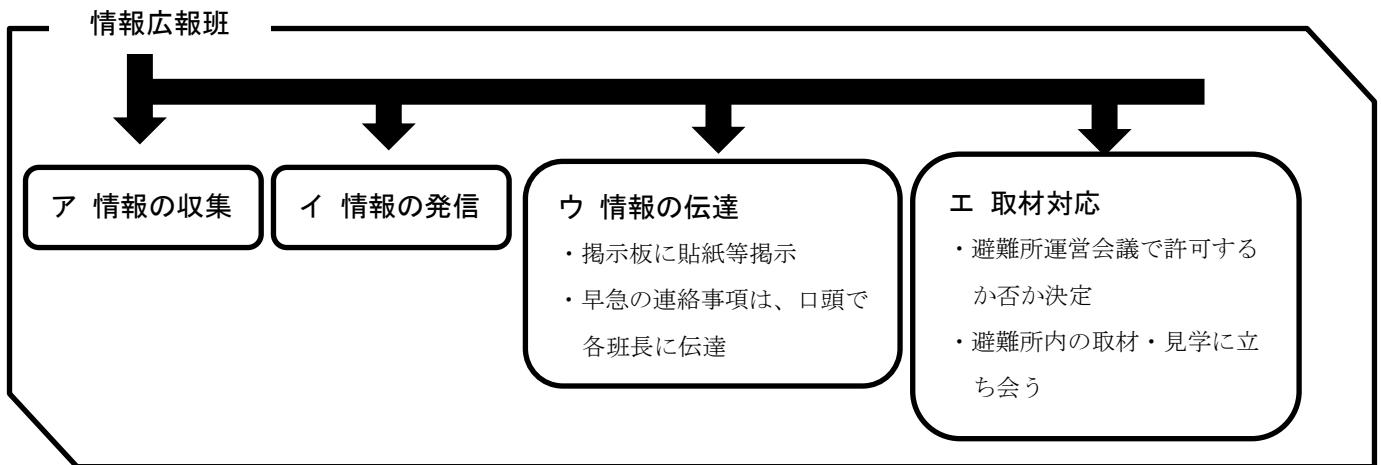 情報広報班
ア 情報の収集
イ 情報の発信
ウ 情報の伝達
・掲示板に貼紙等掲示
・早急の連絡事項は、口頭で
各班長に伝達
エ 取材対応
・避難所運営会議で許可する
か否か決定
・避難所内の取材・見学に立
ち会う